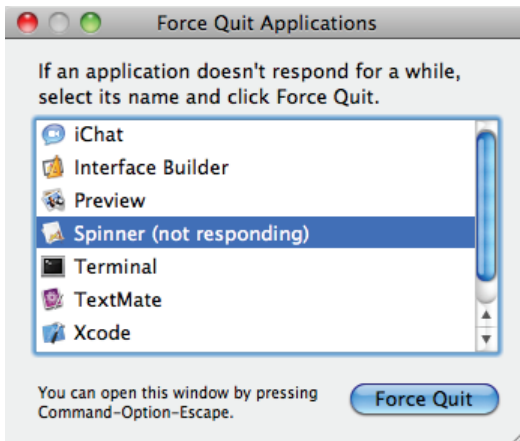 Force Quit Applications
If an application doesn't respond for a while,
select its name and click Force Quit.
iChat
Interface Builder
Preview
Spinner (not responding)
Terminal
TextMate
Xcode
You can open this window by pressing
Command-Option-Escape.
Force Quit